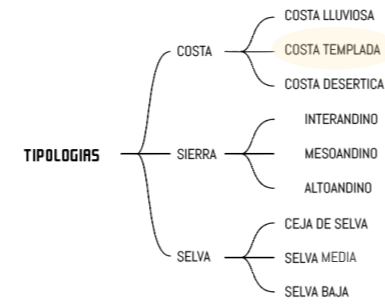 TIPOLOGIAS
COSTA
COSTA LLUVIOSA
COSTA TEMPLADA
COSTA DESERTICA
SIERRA
INTERANDINO
MESOANDINO
ALTOANDINO
SELVA
CEJA DE SELVA
SELVA MEDIA
SELVA BAJA